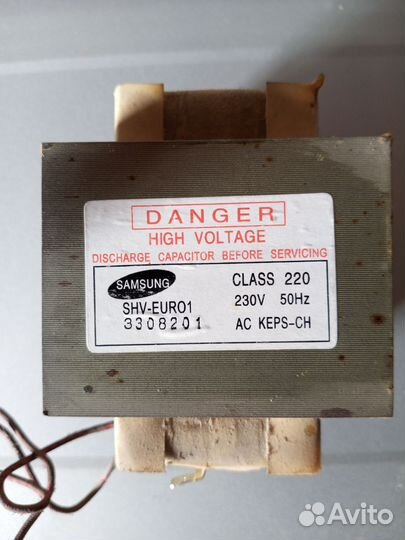 DANGER
HIGH VOLTAGE
DISCHARGE CAPACITOR BEFORE SERVICING
SAMSUNG
CLASS 220
SHV-EURO1
230V 50Hz
3308201
AC KEPS-CH
Avito